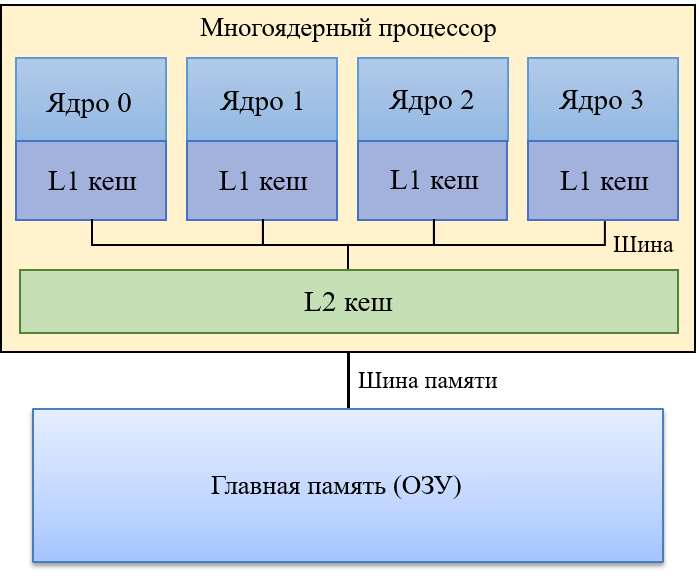 Многоядерный процессор
Ядро 0
Ядро 1
Ядро 2
Ядро 3
L1 кеш
L1 кеш
L1 кеш
L1 кеш
Шина
L2 кеш
Шина памяти
Главная память (ОЗУ)